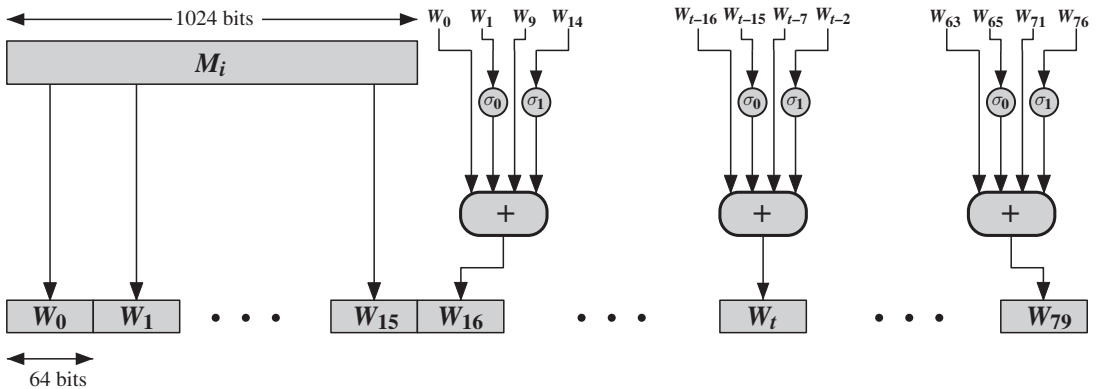 1024 bits
W0 W1 W9 W14
Wt–16 Wt–15 Wt–7 Wt–2
W63 W65 W71 W76
Mi
σ0 σ1
σ0 σ1
σ0 σ1
+ + +
W0 W1 • • • W15 W16 • • • Wt • • • W79
64 bits